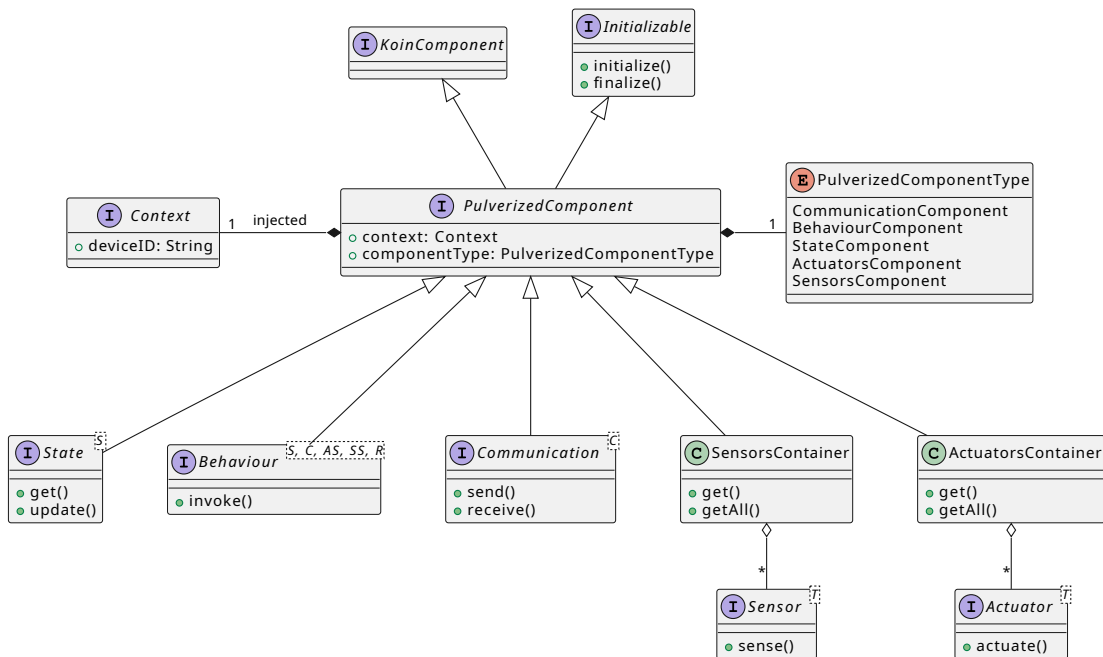 I KoinComponent
I Initializable
initialize()
finalize()
I Context
deviceID: String
1
injected
I PulverizedComponent
context: Context
componentType: PulverizedComponentType
1
E PulverizedComponentType
CommunicationComponent
BehaviourComponent
StateComponent
ActuatorsComponent
SensorsComponent
I State S
get()
update()
I Behaviour S, C, AS, SS, R
invoke()
I Communication C
send()
receive()
C SensorsContainer
get()
getAll()
C ActuatorsContainer
get()
getAll()
*
*
I Sensor T
sense()
I Actuator T
actuate()